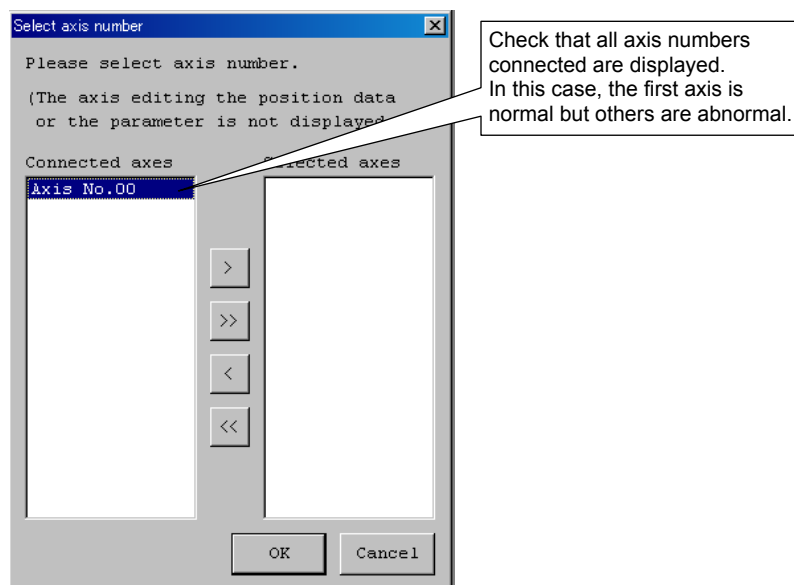 Select axis number
Please select axis number.
(The axis editing the position data
or the parameter is not displayed
Connected axes
Selected axes
Axis No.00
>
>>
<
<<
OK
Cancel
Check that all axis numbers
connected are displayed.
In this case, the first axis is
normal but others are abnormal.